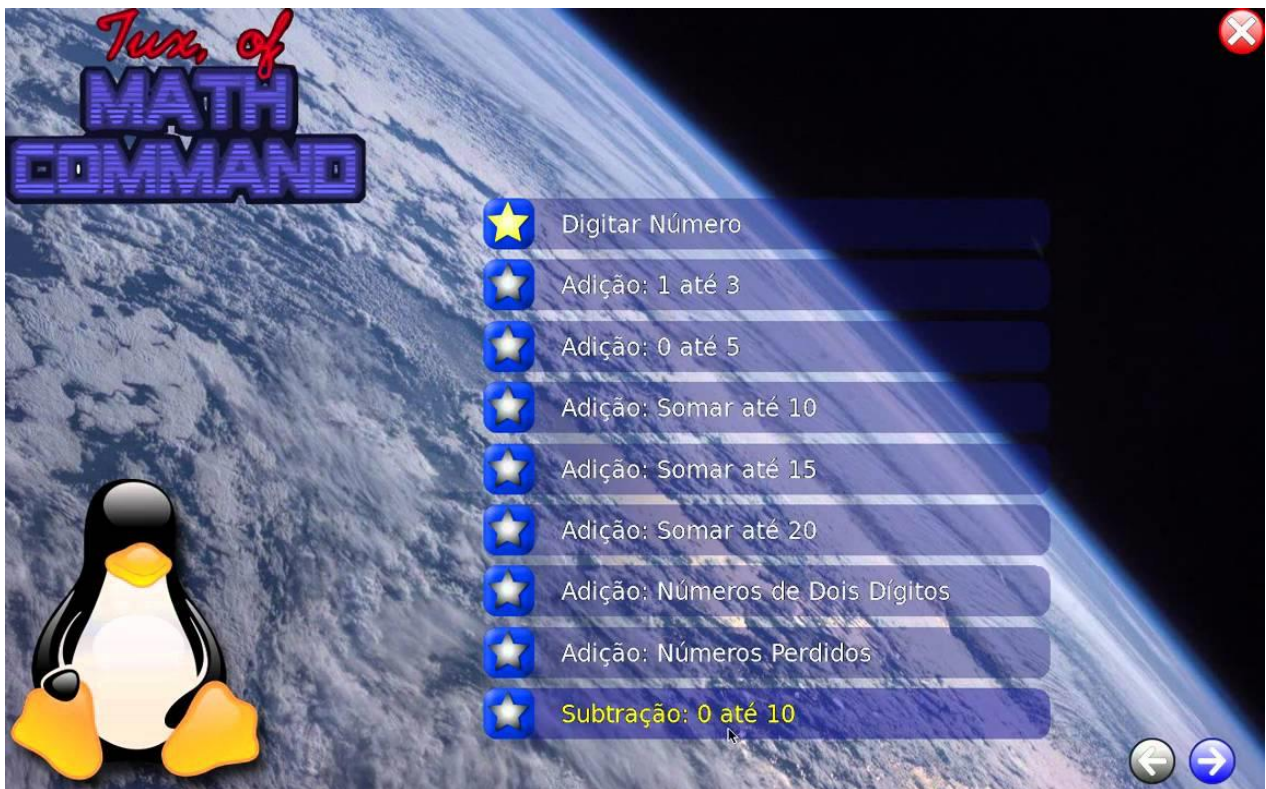 Tux, of
MATH
COMMAND
Digitar Número
Adição: 1 até 3
Adição: 0 até 5
Adição: Somar até 10
Adição: Somar até 15
Adição: Somar até 20
Adição: Números de Dois Dígitos
Adição: Números Perdidos
Subtração: 0 até 10